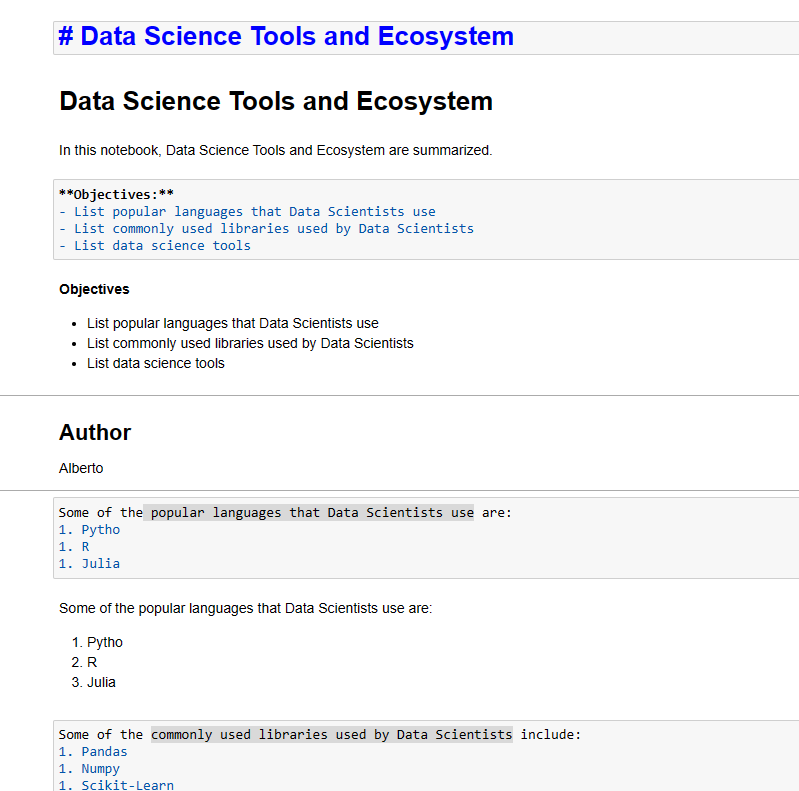 # Data Science Tools and Ecosystem
Data Science Tools and Ecosystem
In this notebook, Data Science Tools and Ecosystem are summarized.
**Objectives:**
- List popular languages that Data Scientists use
- List commonly used libraries used by Data Scientists
- List data science tools
Objectives
• List popular languages that Data Scientists use
• List commonly used libraries used by Data Scientists
• List data science tools
Author
Alberto
Some of the popular languages that Data Scientists use are:
1. Pytho
1. R
1. Julia
Some of the popular languages that Data Scientists use are:
1. Pytho
2. R
3. Julia
Some of the commonly used libraries used by Data Scientists include:
1. Pandas
1. Numpy
1. Scikit-Learn